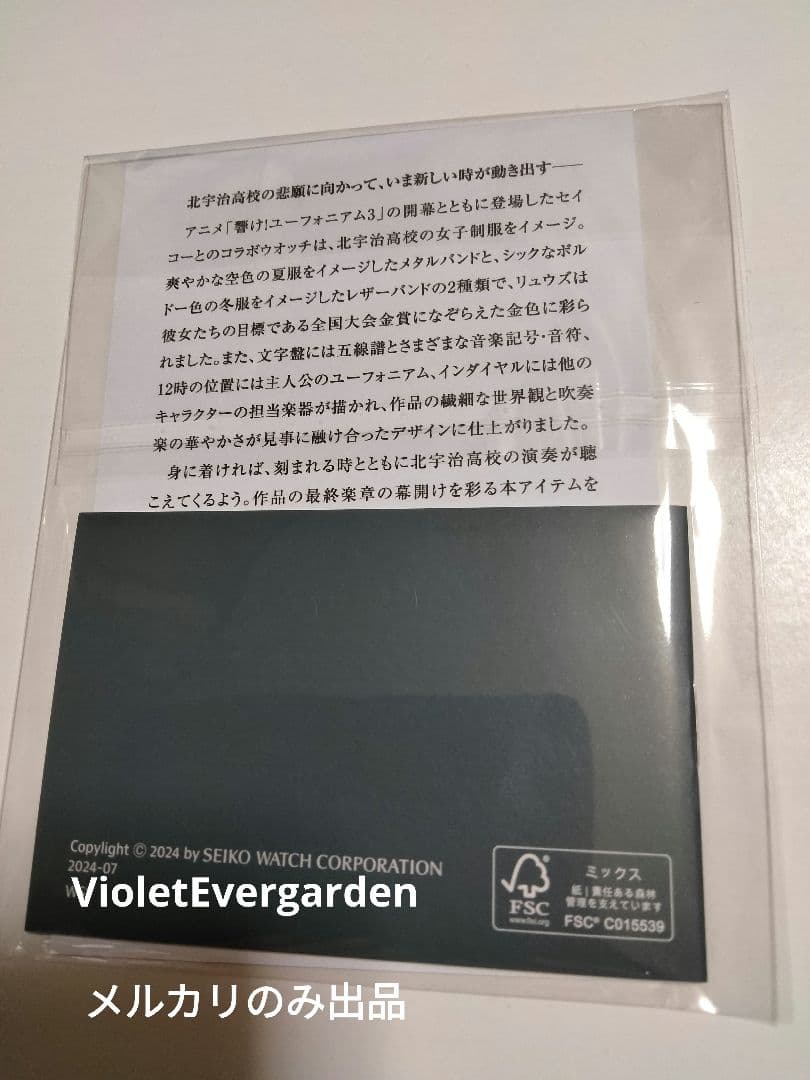 北宇治高校の悲願に向かって、いま新しい時が動き出す──
アニメ「響け!ユーフォニアム3」の開幕とともに登場したセイ
コーとのコラボウオッチは、北宇治高校の女子制服をイメージ。
爽やかな空色の夏服をイメージしたメタルバンドと、シックなボル
ドー色の冬服をイメージしたレザーバンドの2種類で、リュウズは
彼女たちの目標である全国大会金賞になぞらえた金色に彩ら
れました。また、文字盤には五線譜とさまざまな音楽記号・音符、
12時の位置には主人公のユーフォニアム、インダイヤルには他の
キャラクターの担当楽器が描かれ、作品の繊細な世界観と吹奏
楽の華やかさが見事に融け合ったデザインに仕上がりました。
身に着ければ、刻まれる時とともに北宇治高校の演奏が聴
こえてくるよう。作品の最終楽章の幕開けを彩る本アイテムを
Copylight © 2024 by SEIKO WATCH CORPORATION
2024-07
VioletEvergarden
FSC
www.fsc.org
ミックス
紙|責任ある森林
管理を支えています
FSC® C015539
メルカリのみ出品